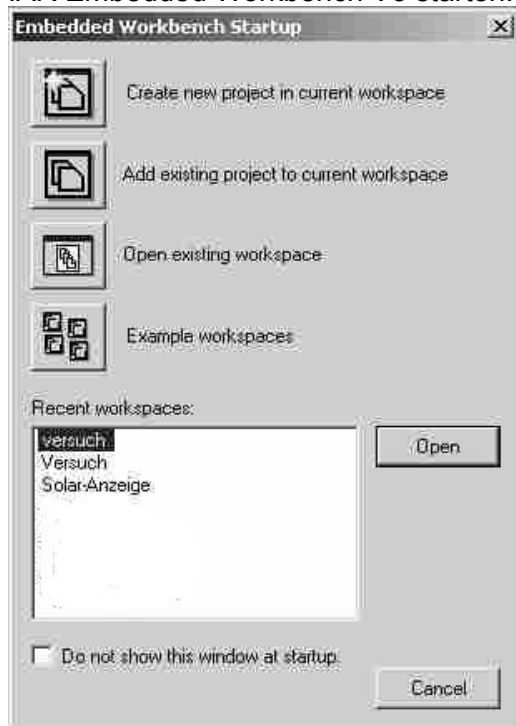 Embedded Workbench Startup
Create new project in current workspace
Add existing project to current workspace
Open existing workspace
Example workspaces
Recent workspaces:
versuch
Open
Versuch
Solar-Anzeige
Do not show this window at startup.
Cancel